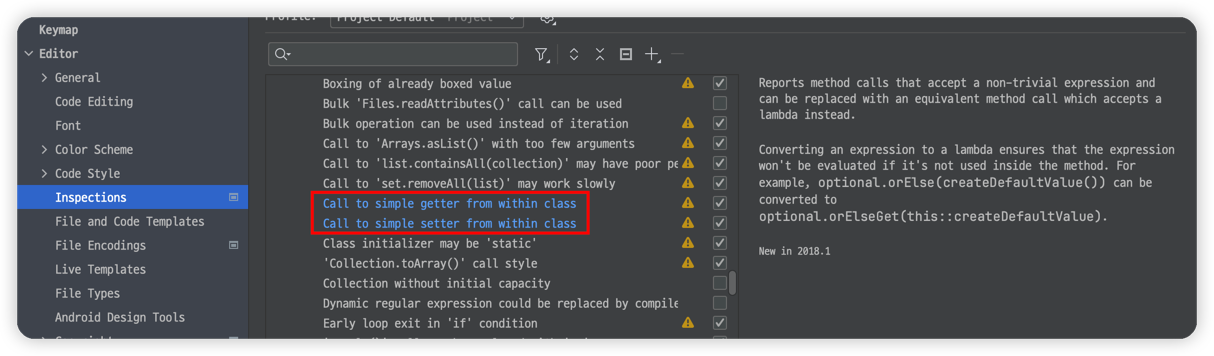 Profile: Project Default Project
Keymap
Editor
General
Code Editing
Font
Color Scheme
Code Style
Inspections
File and Code Templates
File Encodings
Live Templates
File Types
Android Design Tools
Boxing of already boxed value
Bulk 'Files.readAttributes()' call can be used
Bulk operation can be used instead of iteration
Call to 'Arrays.asList()' with too few arguments
Call to 'list.containsAll(collection)' may have poor pe
Call to 'set.removeAll(list)' may work slowly
Call to simple getter from within class
Call to simple setter from within class
Class initializer may be 'static'
'Collection.toArray()' call style
Collection without initial capacity
Dynamic regular expression could be replaced by compile
Early loop exit in 'if' condition
Reports method calls that accept a non-trivial expression and
can be replaced with an equivalent method call which accepts a
lambda instead.
Converting an expression to a lambda ensures that the expression
won't be evaluated if it's not used inside the method. For
example, optional.orElse(createDefaultValue()) can be
converted to
optional.orElseGet(this::createDefaultValue).
New in 2018.1